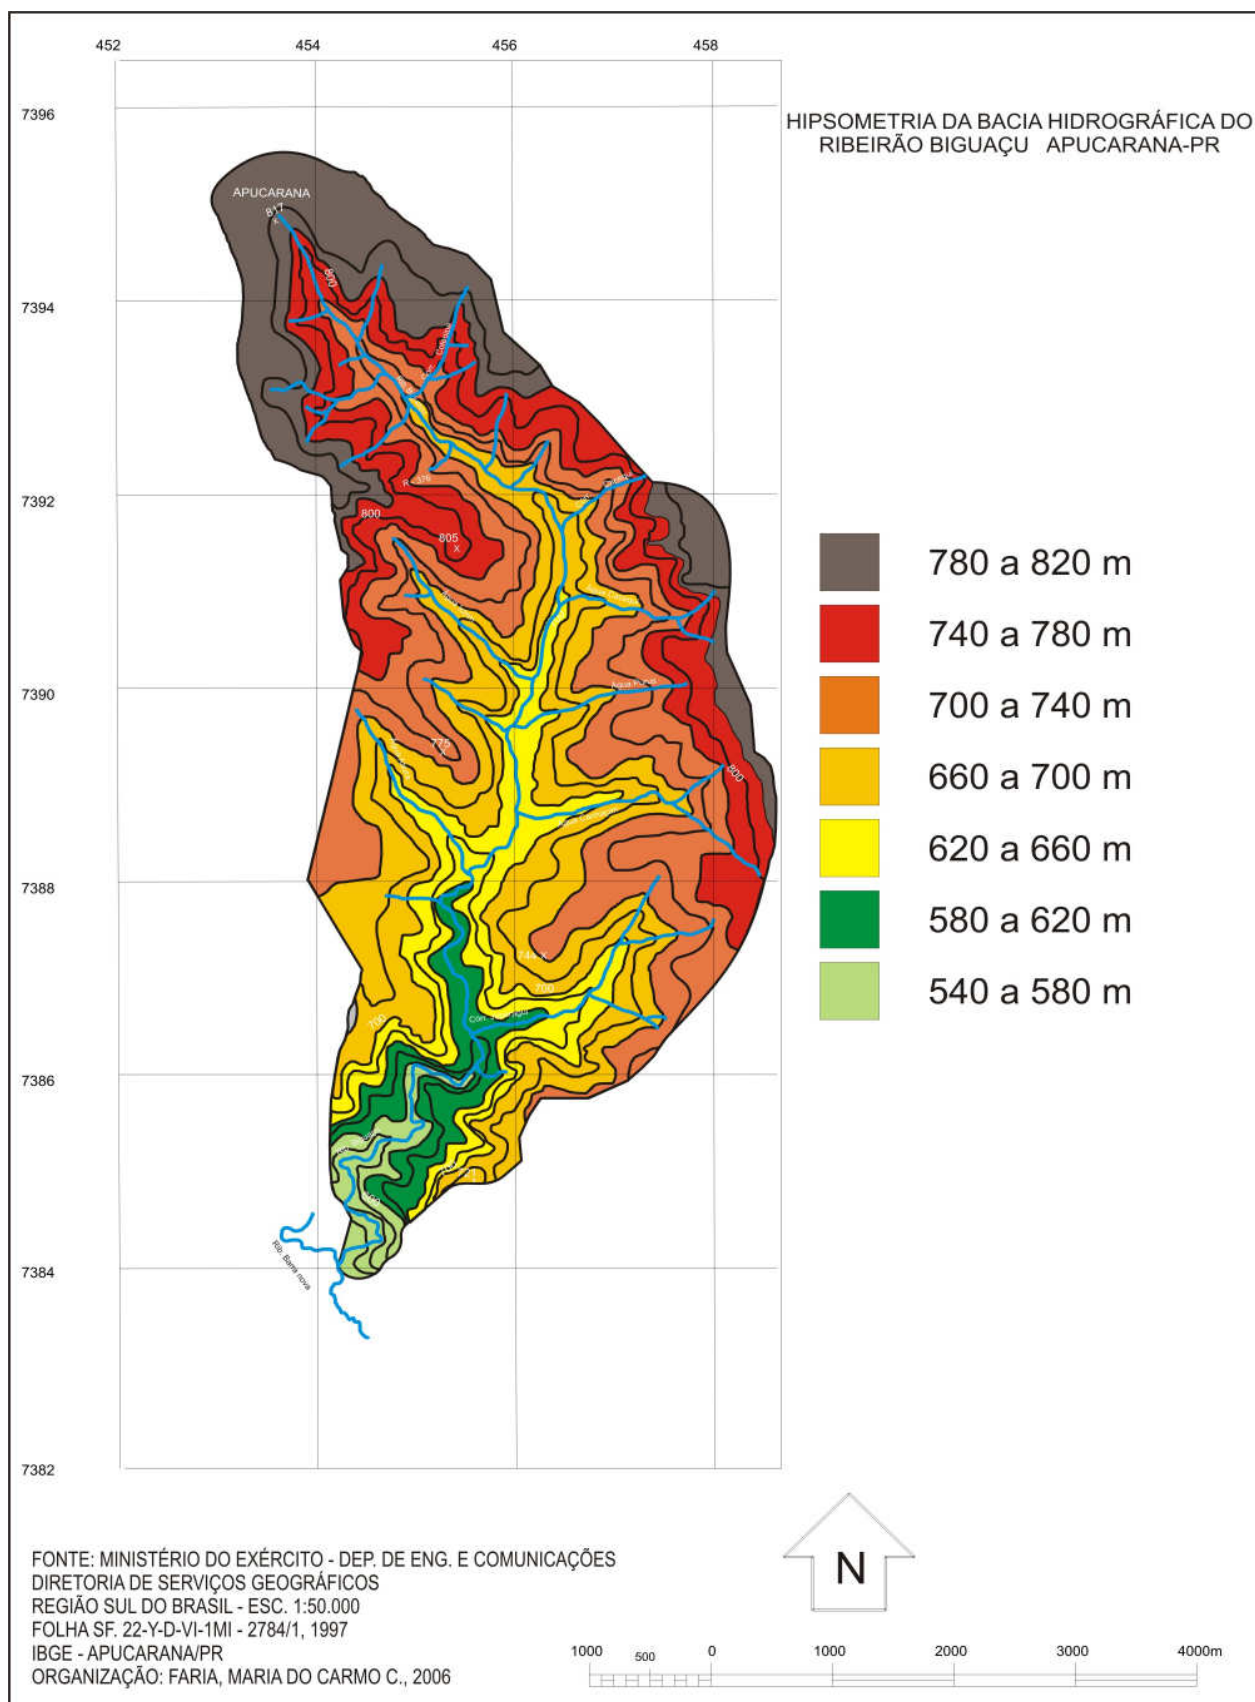 452 454 456 458
7396
HIPSOMETRIA DA BACIA HIDROGRÁFICA DO
RIBEIRÃO BIGUAÇU APUCARANA-PR
APUCARANA
817
800
7394
7392
800
805
780 a 820 m
740 a 780 m
700 a 740 m
660 a 700 m
620 a 660 m
580 a 620 m
540 a 580 m
7390
775
800
7388
744 X
700
700
7386
7384
Rib. Barra nova
7382
N
FONTE: MINISTÉRIO DO EXÉRCITO - DEP. DE ENG. E COMUNICAÇÕES
DIRETORIA DE SERVIÇOS GEOGRÁFICOS
REGIÃO SUL DO BRASIL - ESC. 1:50.000
FOLHA SF. 22-Y-D-VI-1MI - 2784/1, 1997
IBGE - APUCARANA/PR
ORGANIZAÇÃO: FARIA, MARIA DO CARMO C., 2006
1000 500 0 1000 2000 3000 4000m